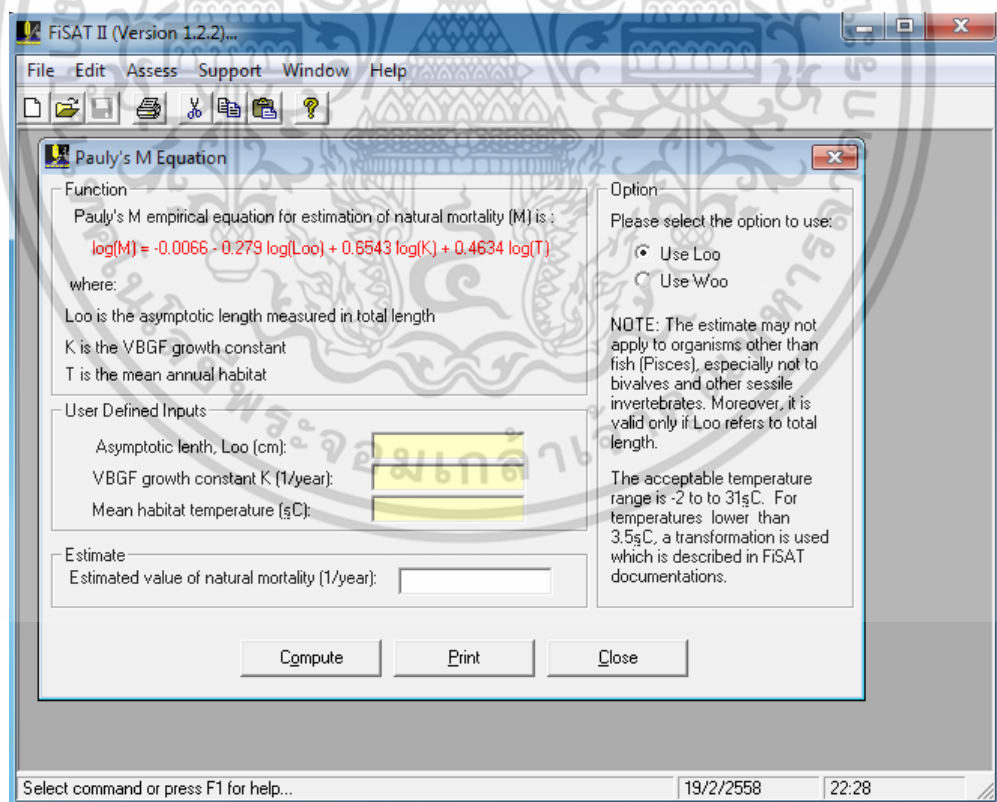 FiSAT II (Version 1.2.2)...
File Edit Assess Support Window Help
Pauly's M Equation
Function
Pauly's M empirical equation for estimation of natural mortality (M) is :
log(M) = -0.0066 - 0.279 log(Loo) + 0.6543 log(K) + 0.4634 log(T)
where:
Loo is the asymptotic length measured in total length
K is the VBGF growth constant
T is the mean annual habitat
User Defined Inputs
Asymptotic lenth, Loo (cm):
VBGF growth constant K (1/year):
Mean habitat temperature (şC):
Estimate
Estimated value of natural mortality (1/year):
Option
Please select the option to use:
Use Loo
Use Woo
NOTE: The estimate may not
apply to organisms other than
fish (Pisces), especially not to
bivalves and other sessile
invertebrates. Moreover, it is
valid only if Loo refers to total
length.
The acceptable temperature
range is -2 to to 31şC. For
temperatures lower than
3.5şC, a transformation is used
which is described in FiSAT
documentations.
Compute Print Close
Select command or press F1 for help... 19/2/2558 22:28